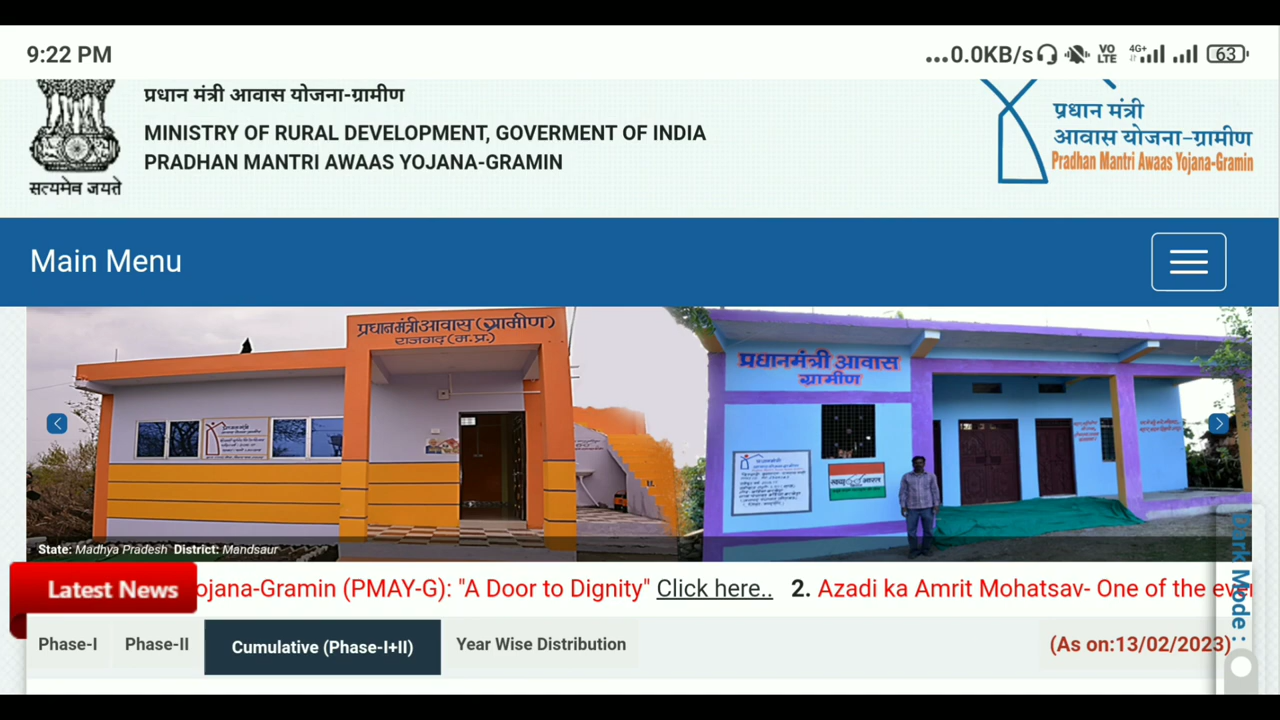 9:22 PM
...0.0KB/s
VO
LTE
4G+
63
प्रधान मंत्री आवास योजना-ग्रामीण
MINISTRY OF RURAL DEVELOPMENT, GOVERMENT OF INDIA
PRADHAN MANTRI AWAAS YOJANA-GRAMIN
सत्यमेव जयते
प्रधान मंत्री
आवास योजना-ग्रामीण
Pradhan Mantri Awaas Yojana-Gramin
Main Menu
प्रधानमंत्री आवास (ग्रामीण)
राजगढ़ (म.प्र.)
प्रधानमंत्री आवास
ग्रामीण
State: Madhya Pradesh District: Mandsaur
Latest News
ojana-Gramin (PMAY-G): "A Door to Dignity" Click here.. 2. Azadi ka Amrit Mohatsav- One of the eve
Phase-I
Phase-II
Cumulative (Phase-I+II)
Year Wise Distribution
(As on:13/02/2023)
Dark Mode :